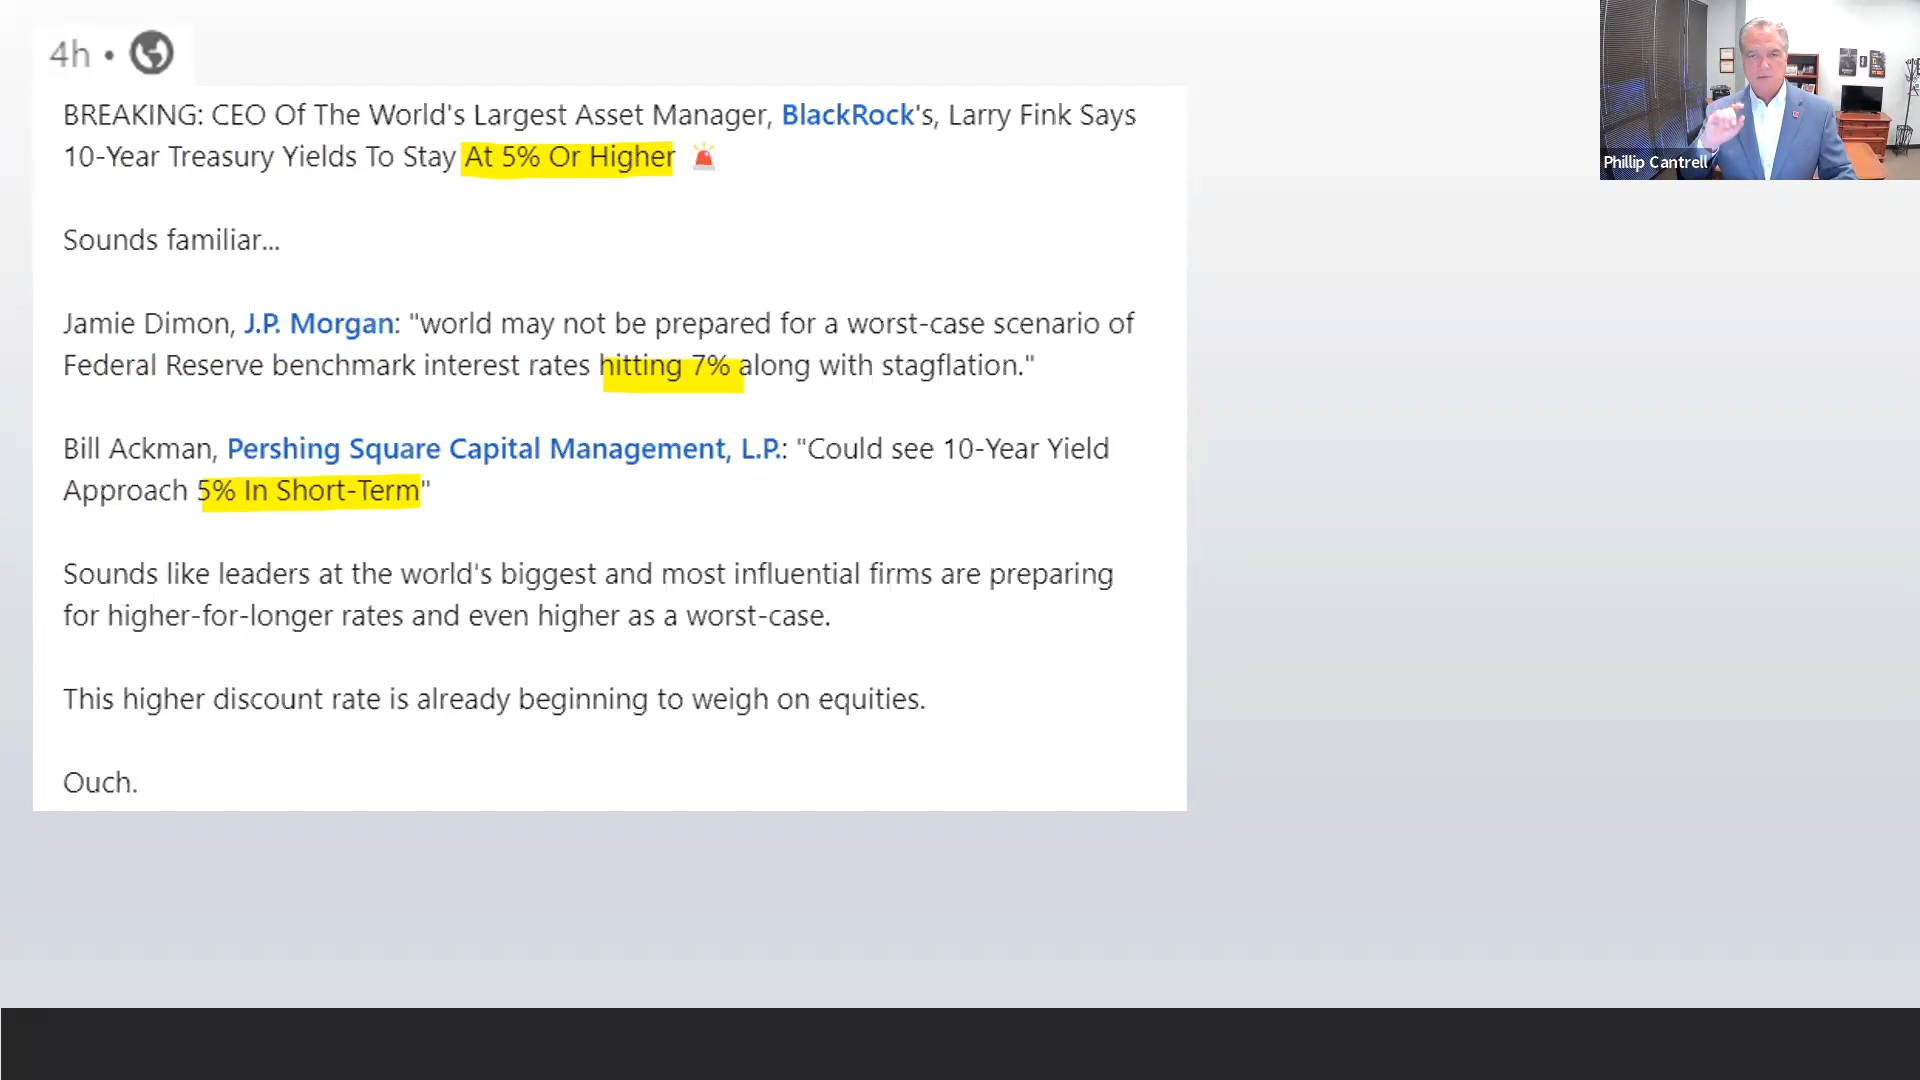 4h •
BREAKING: CEO Of The World's Largest Asset Manager, BlackRock's, Larry Fink Says
10-Year Treasury Yields To Stay At 5% Or Higher
Sounds familiar...
Jamie Dimon, J.P. Morgan: "world may not be prepared for a worst-case scenario of
Federal Reserve benchmark interest rates hitting 7% along with stagflation."
Bill Ackman, Pershing Square Capital Management, L.P.: "Could see 10-Year Yield
Approach 5% In Short-Term"
Sounds like leaders at the world's biggest and most influential firms are preparing
for higher-for-longer rates and even higher as a worst-case.
This higher discount rate is already beginning to weigh on equities.
Ouch.
Phillip Cantrell